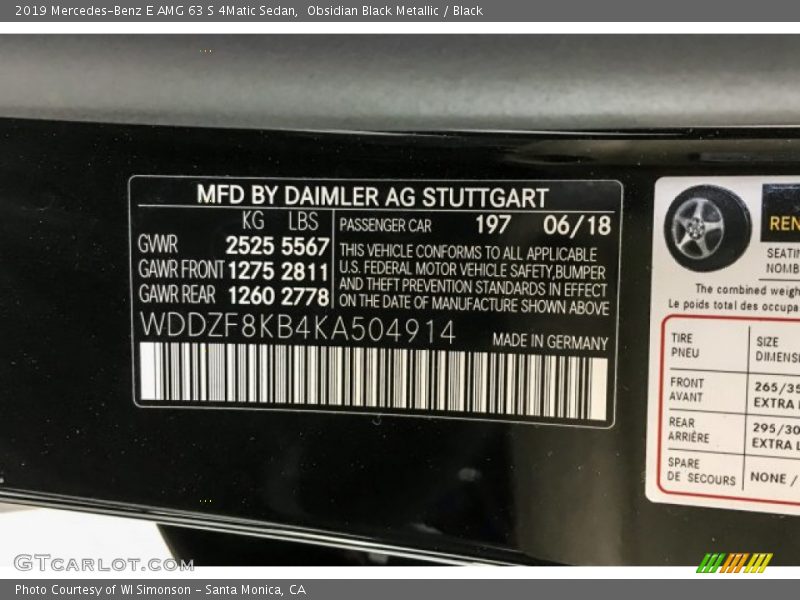 2019 Mercedes-Benz E AMG 63 S 4Matic Sedan,  Obsidian Black Metallic / Black
MFD BY DAIMLER AG STUTTGART
KG LBS
GVWR 2525 5567
GAWR FRONT 1275 2811
GAWR REAR 1260 2778
PASSENGER CAR 197 06/18
THIS VEHICLE CONFORMS TO ALL APPLICABLE
U.S. FEDERAL MOTOR VEHICLE SAFETY,BUMPER
AND THEFT PREVENTION STANDARDS IN EFFECT
ON THE DATE OF MANUFACTURE SHOWN ABOVE
WDDZF8KB4KA504914
MADE IN GERMANY
The combined
Le poids total des
TIRE
PNEU
SIZE
FRONT
AVANT
265/35
EXTRA
REAR
ARRIÈRE
295/30
EXTRA
SPARE
DE SECOURS
NONE /
GTcarlot.com
Photo Courtesy of WI Simonson - Santa Monica, CA